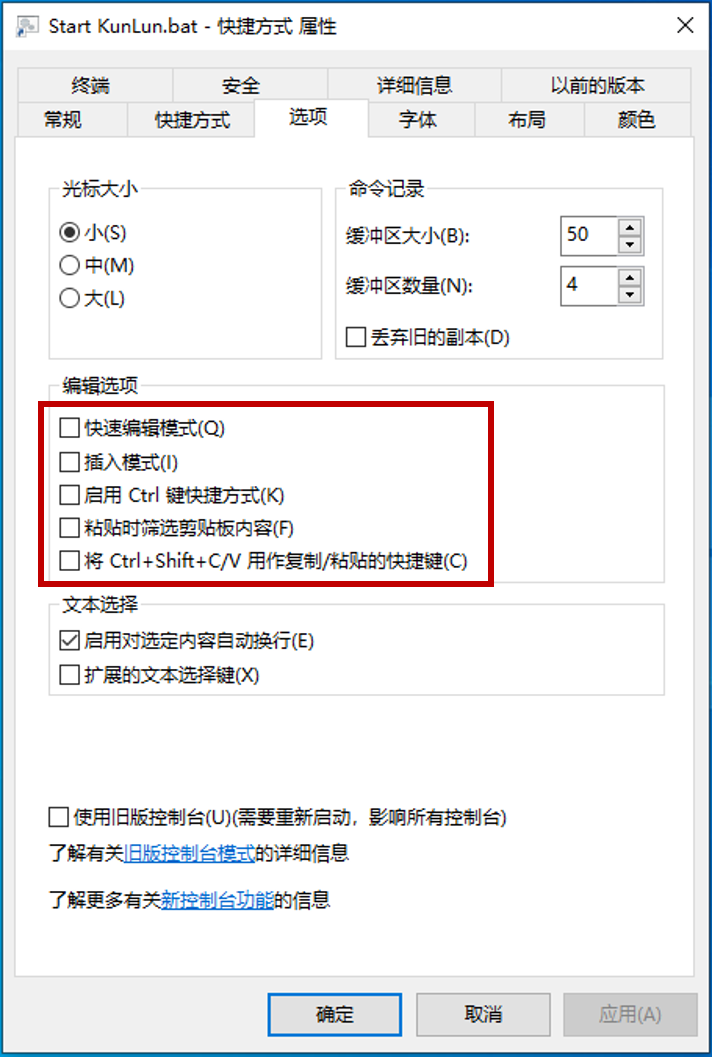 Start KunLun.bat - 快捷方式 属性
终端 安全 详细信息 以前的版本
常规 快捷方式 选项 字体 布局 颜色
光标大小
小(S)
中(M)
大(L)
命令记录
缓冲区大小(B): 50
缓冲区数量(N): 4
丢弃旧的副本(D)
编辑选项
快速编辑模式(Q)
插入模式(I)
启用 Ctrl 键快捷方式(K)
粘贴时筛选剪贴板内容(F)
将 Ctrl+Shift+C/V 用作复制/粘贴的快捷键(C)
文本选择
启用对选定内容自动换行(E)
扩展的文本选择键(X)
使用旧版控制台(U)(需要重新启动，影响所有控制台)
了解有关旧版控制台模式的详细信息
了解更多有关新控制台功能的信息
确定 取消 应用(A)